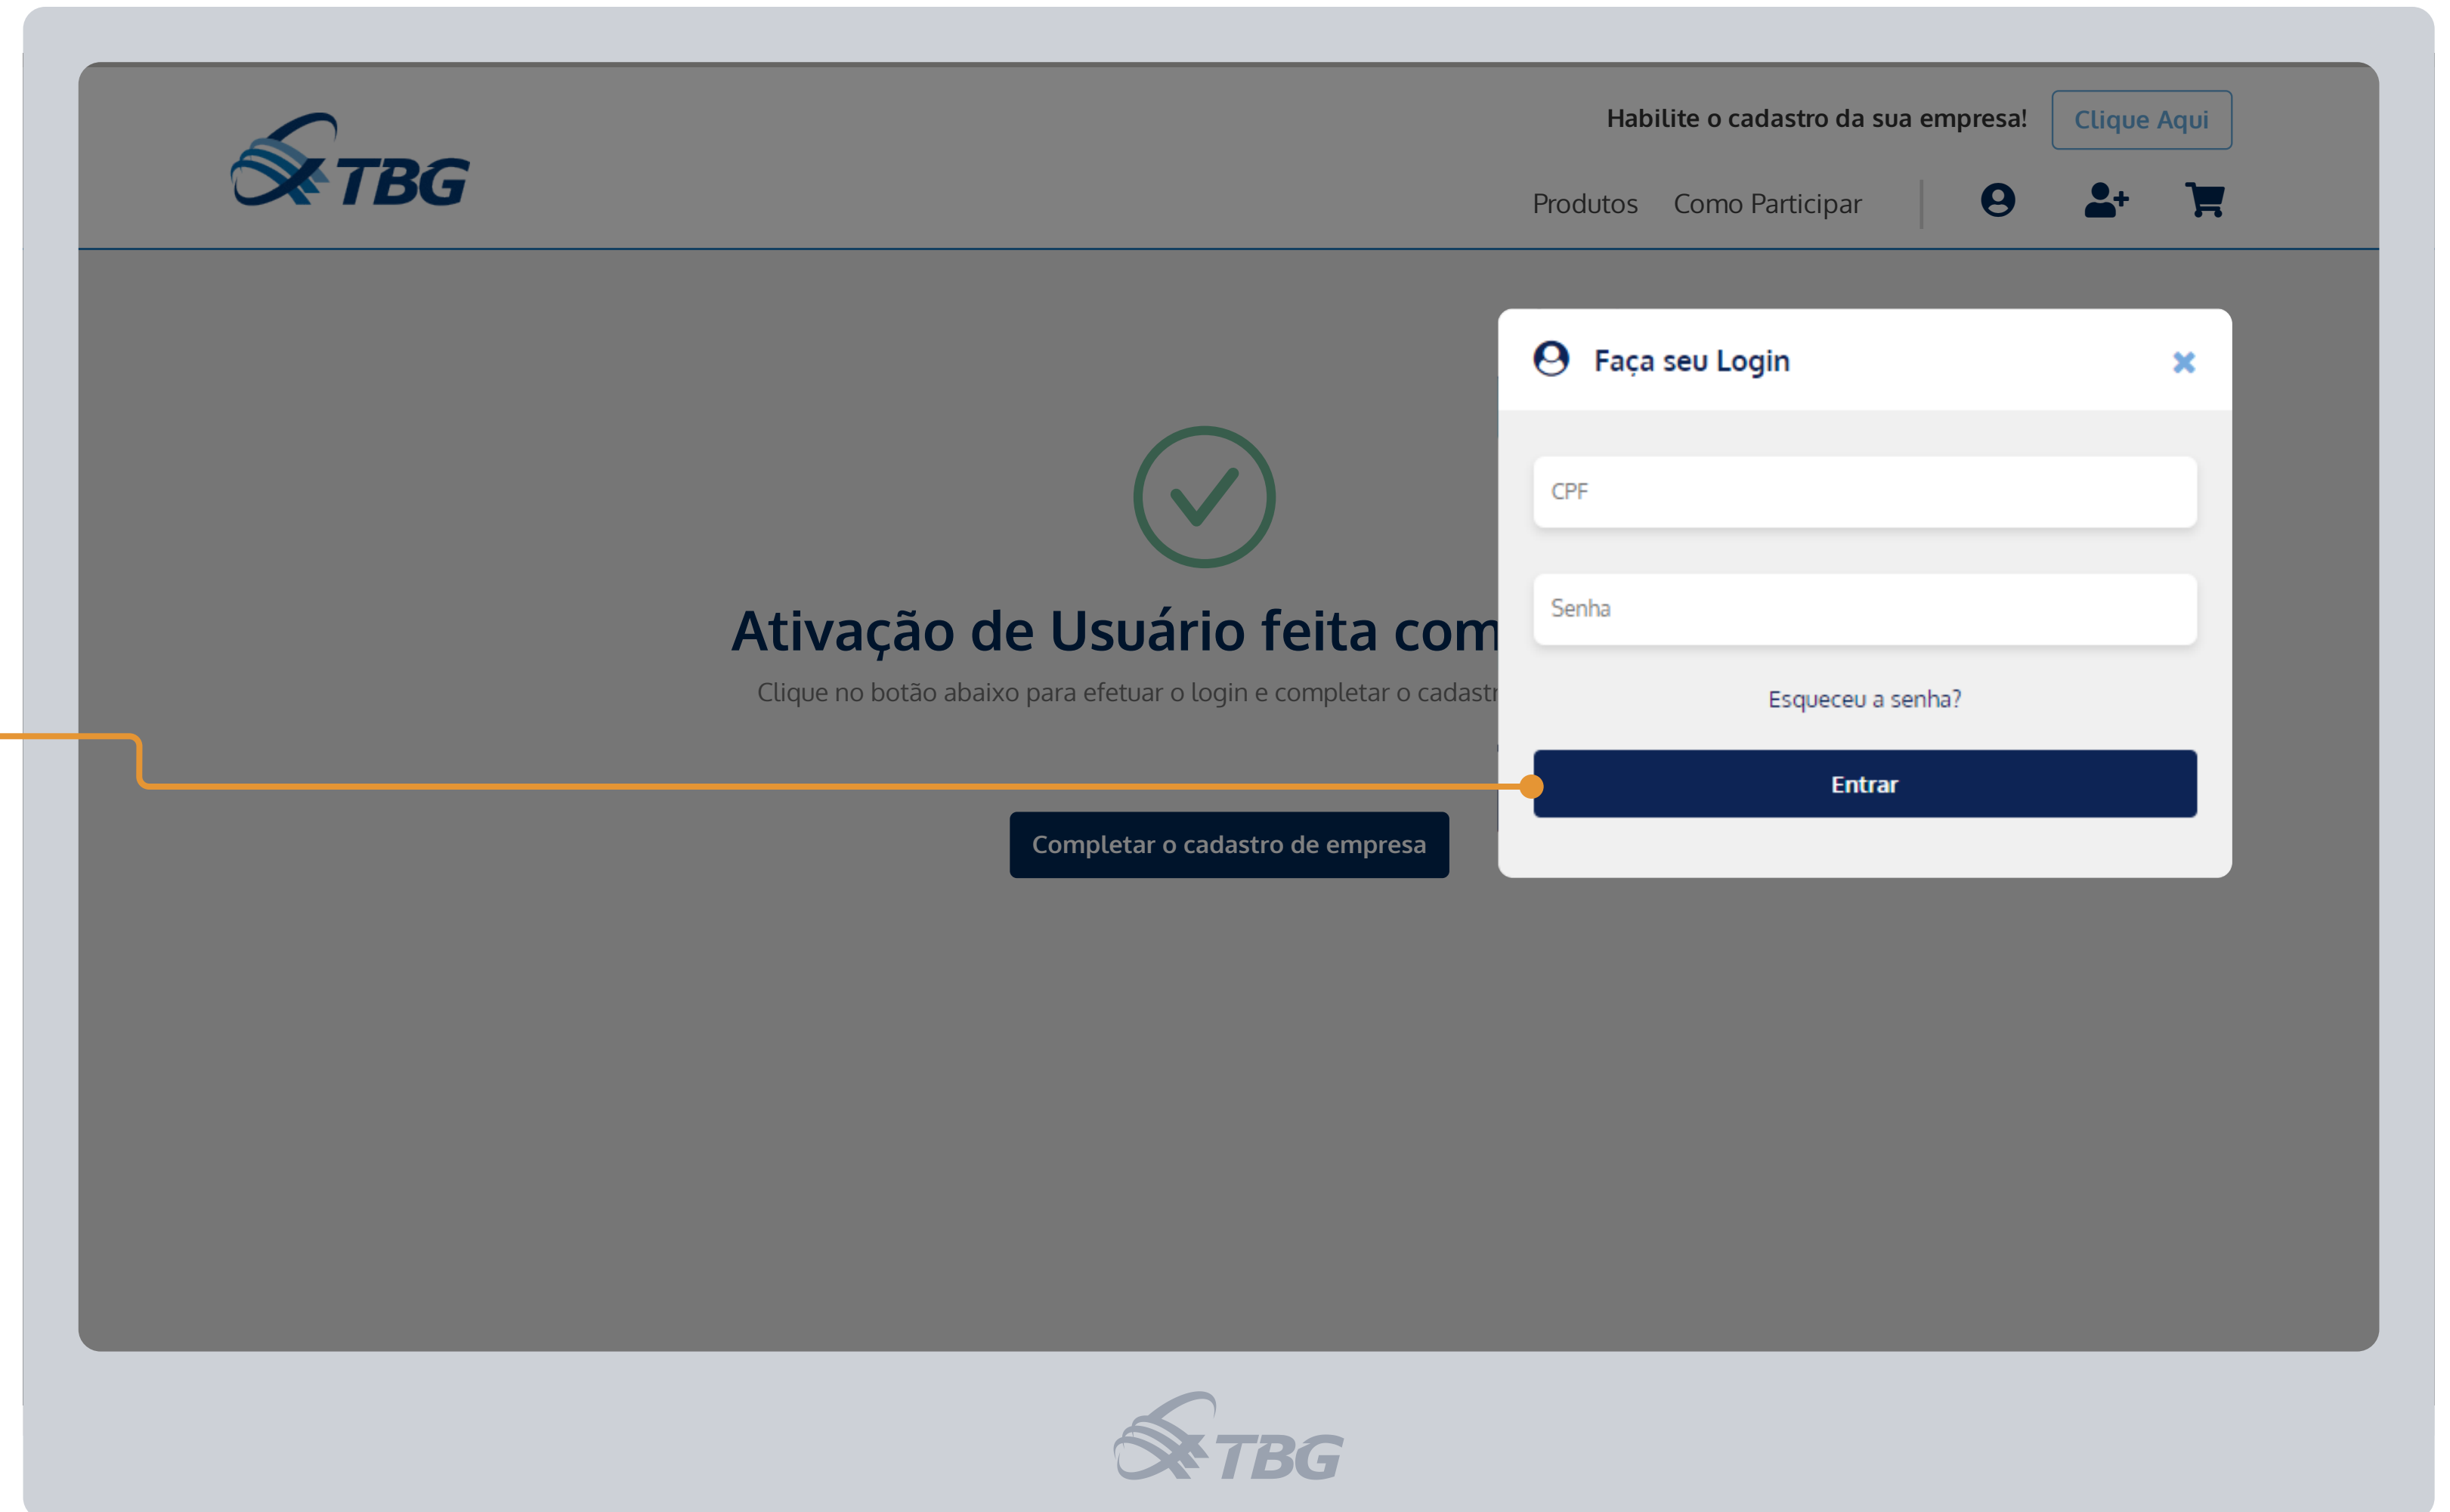 Habilite o cadastro da sua empresa! Clique Aqui
TBG
Produtos Como Participar
Faça seu Login
CPF
Senha
Esqueceu a senha?
Entrar
Ativação de Usuário feita com
Clique no botão abaixo para efetuar o login e completar o cadastr
Completar o cadastro de empresa
TBG